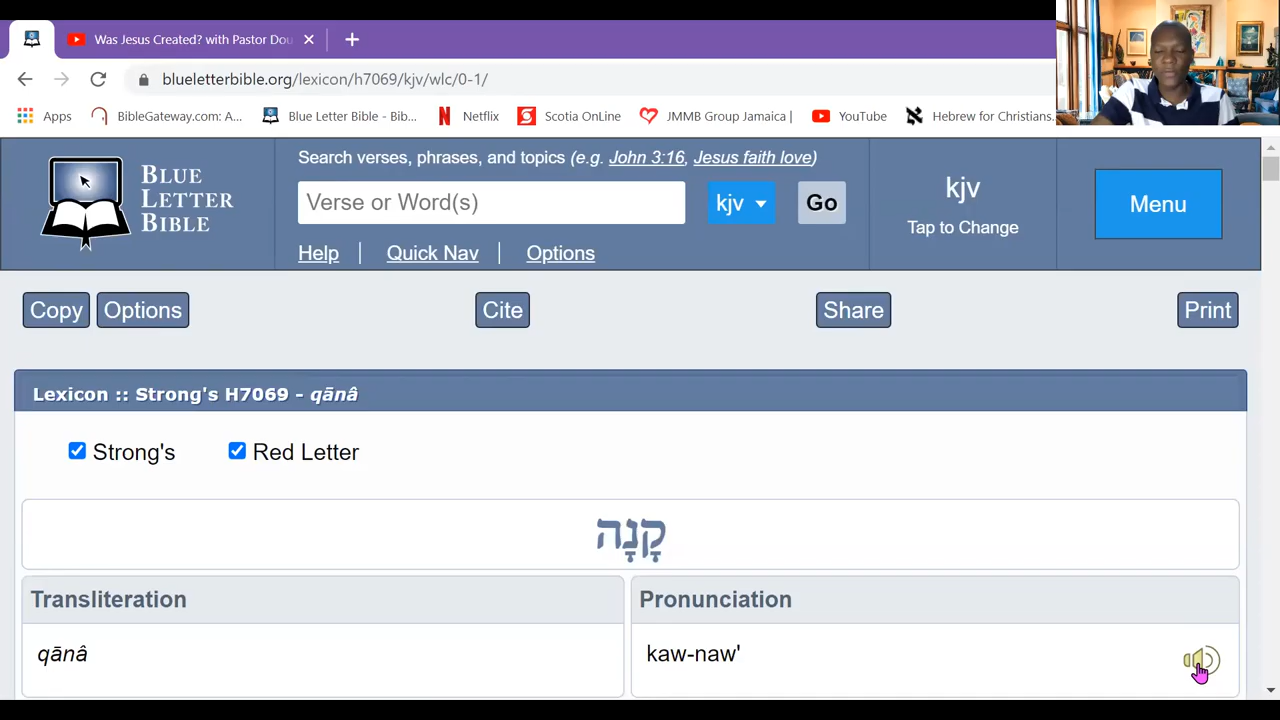 Was Jesus Created? with Pastor Dou
blueletterbible.org/lexicon/h7069/kjv/wlc/0-1/
Apps BibleGateway.com: A... Blue Letter Bible - Bib... Netflix Scotia OnLine JMMB Group Jamaica | YouTube Hebrew for Christians.
BLUE
LETTER
BIBLE
Search verses, phrases, and topics (e.g. John 3:16, Jesus faith love)
Verse or Word(s) kjv Go
Help Quick Nav Options
kjv
Tap to Change
Menu
Copy Options Cite Share Print
Lexicon :: Strong's H7069 - qānâ
Strong's Red Letter
קָנָה
Transliteration Pronunciation
qānâ kaw-naw'